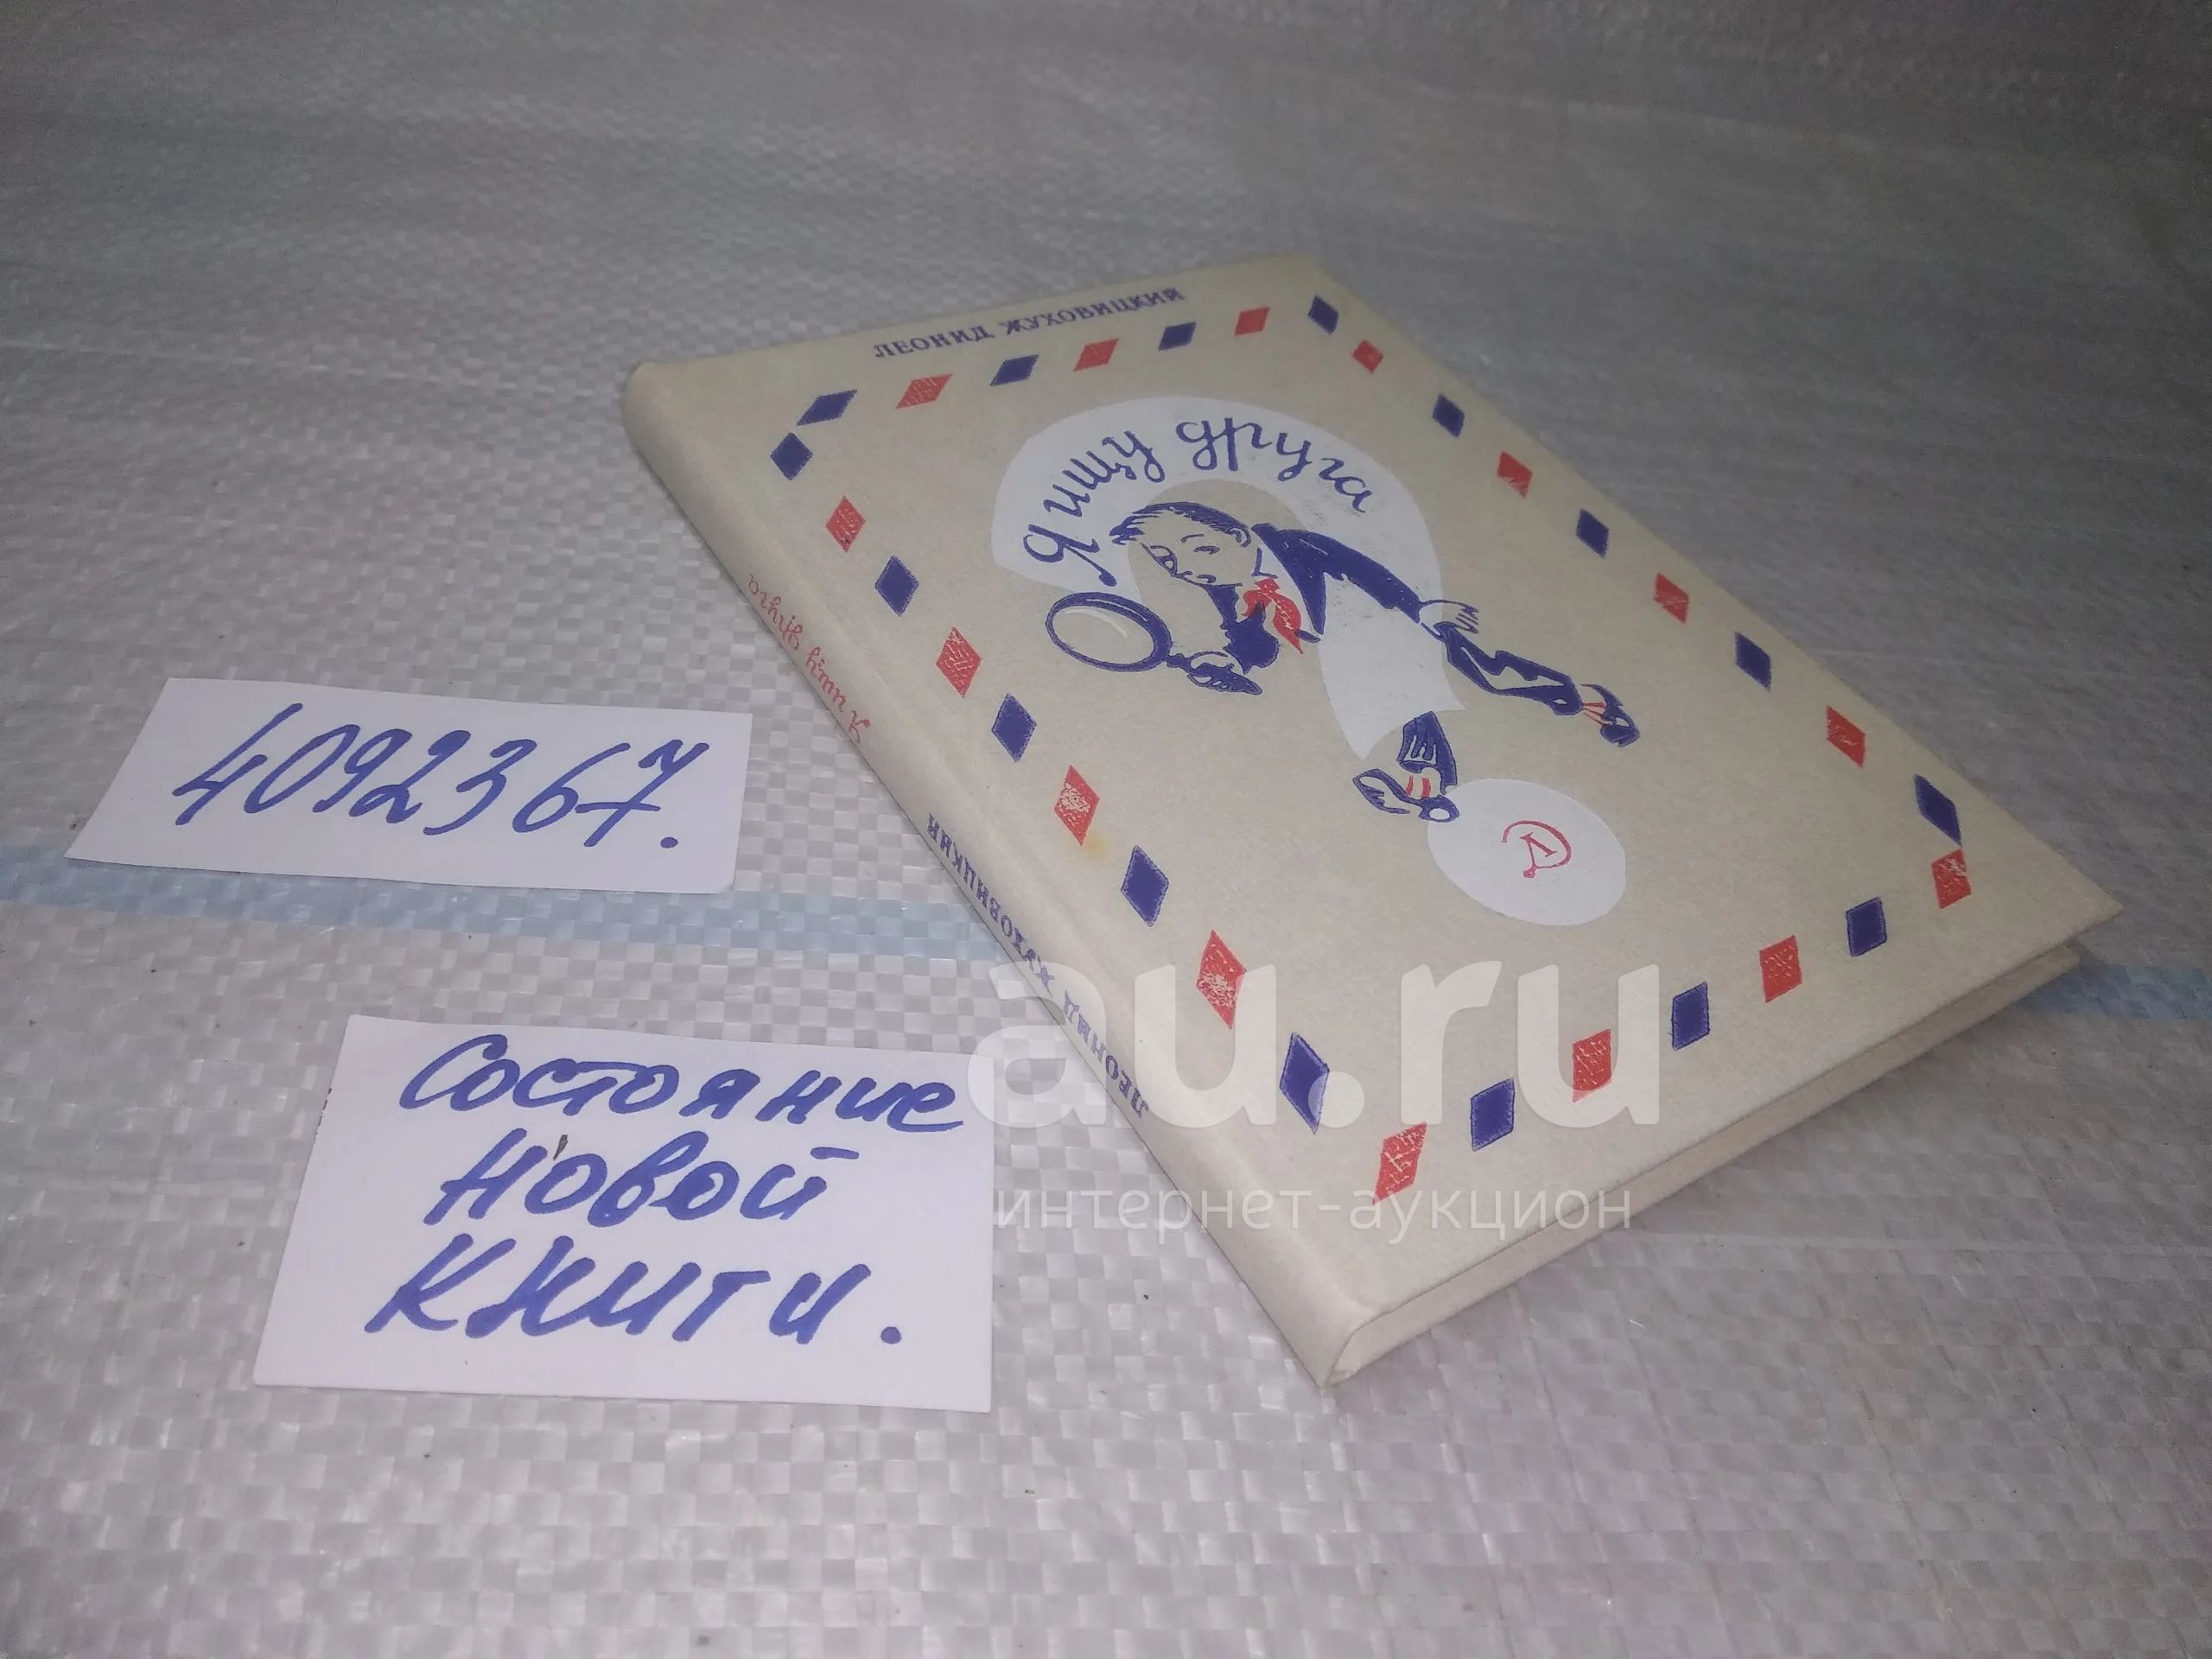 ЛЕОНИД ЖУХОВИЦКИЙ
Я ищу друга
Я ищу друга
ЛЕОНИД ЖУХОВИЦКИЙ
4092367.
Состояние
новой
книги.
au.ru
интернет-аукцион